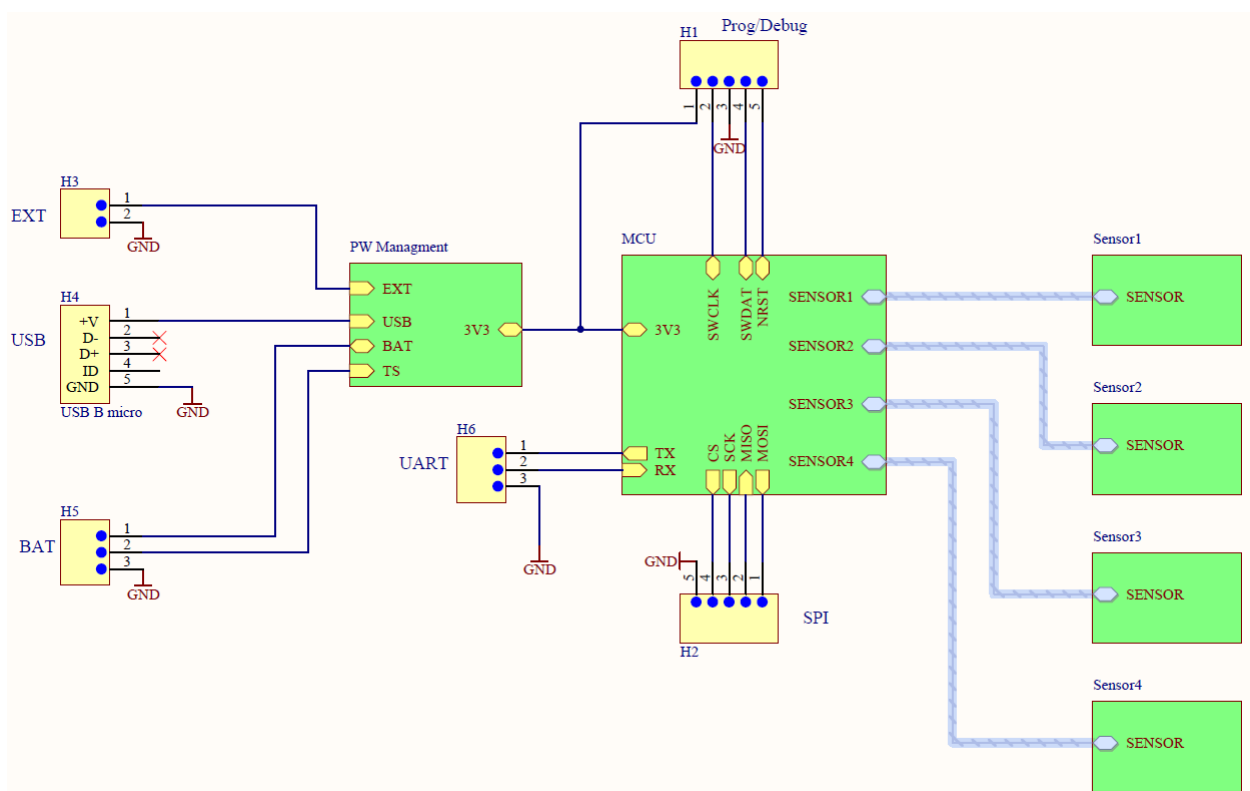 H1 Prog/Debug
1 2 3 4 5
GND
H3
EXT
1
2
GND
H4
USB
+V 1
D- 2
D+ 3
ID 4
GND 5
USB B micro
GND
H5
BAT
1
2
3
GND
PW Managment
EXT
USB
BAT
TS
3V3
H6
UART
1
2
3
GND
MCU
3V3
SWCLK
SWDAT
NRST
SENSOR1
SENSOR2
SENSOR3
SENSOR4
TX
RX
CS
SCK
MISO
MOSI
GND
5 4 3 2 1
SPI
H2
Sensor1
SENSOR
Sensor2
SENSOR
Sensor3
SENSOR
Sensor4
SENSOR